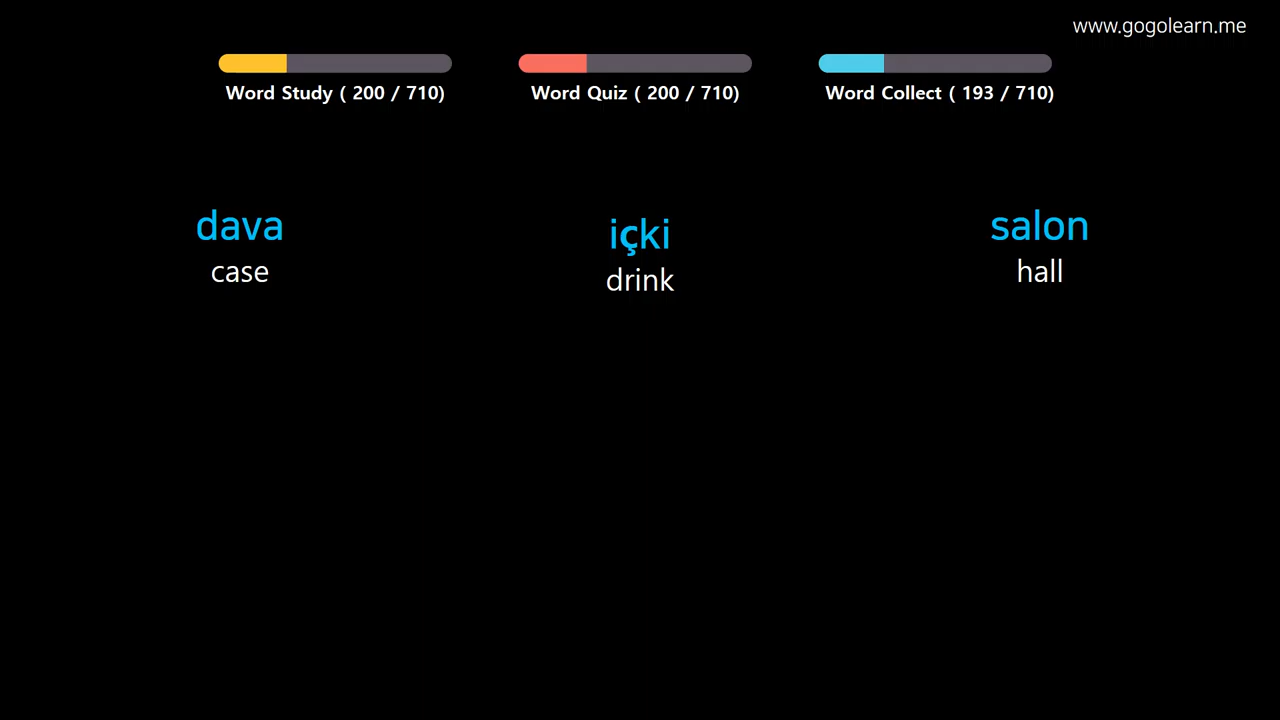 www.gogolearn.me
Word Study ( 200 / 710)
Word Quiz ( 200 / 710)
Word Collect ( 193 / 710)
dava
case
içki
drink
salon
hall